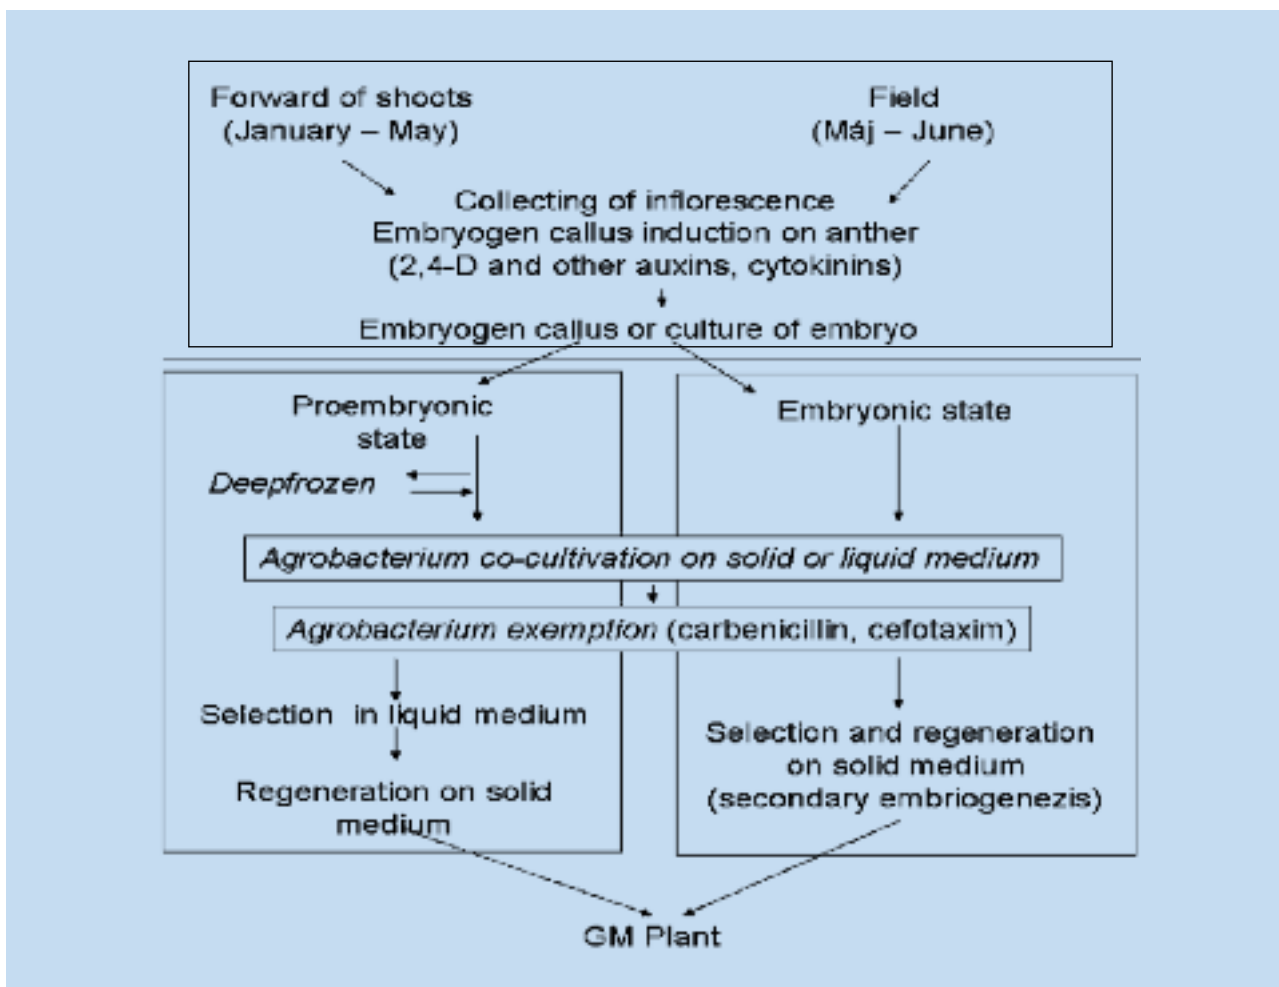 Forward of shoots
(January – May)
Field
(Máj – June)
Collecting of inflorescence
Embryogen callus induction on anther
(2,4-D and other auxins, cytokinins)
Embryogen callus or culture of embryo
Proembryonic
state
Deepfrozen
Embryonic state
Agrobacterium co-cultivation on solid or liquid medium
Agrobacterium exemption (carbenicillin, cefotaxim)
Selection in liquid medium
Regeneration on solid
medium
Selection and regeneration
on solid medium
(secondary embriogenezis)
GM Plant